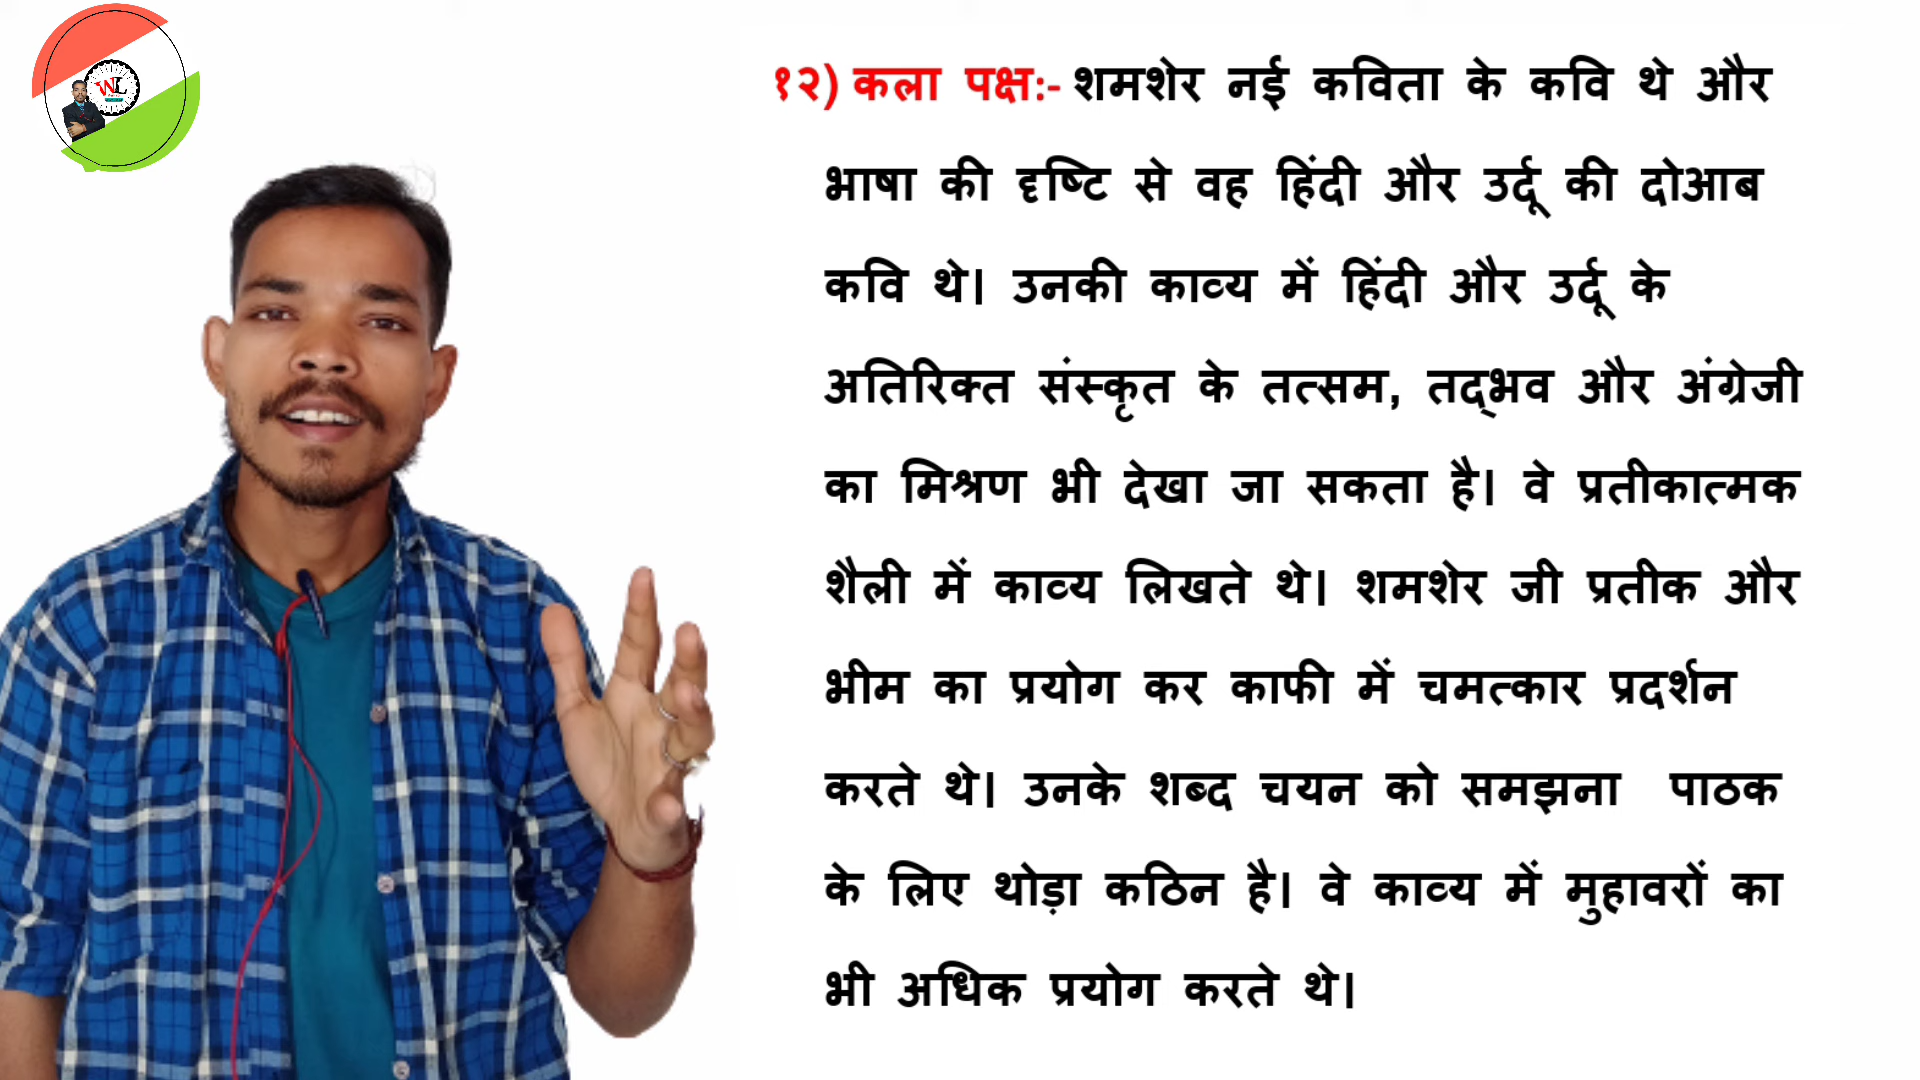 WL
१२) कला पक्ष:- शमशेर नई कविता के कवि थे और
भाषा की दृष्टि से वह हिंदी और उर्दू की दोआब
कवि थे। उनकी काव्य में हिंदी और उर्दू के
अतिरिक्त संस्कृत के तत्सम, तद्भव और अंग्रेजी
का मिश्रण भी देखा जा सकता है। वे प्रतीकात्मक
शैली में काव्य लिखते थे। शमशेर जी प्रतीक और
भीम का प्रयोग कर काफी में चमत्कार प्रदर्शन
करते थे। उनके शब्द चयन को समझना पाठक
के लिए थोड़ा कठिन है। वे काव्य में मुहावरों का
भी अधिक प्रयोग करते थे।